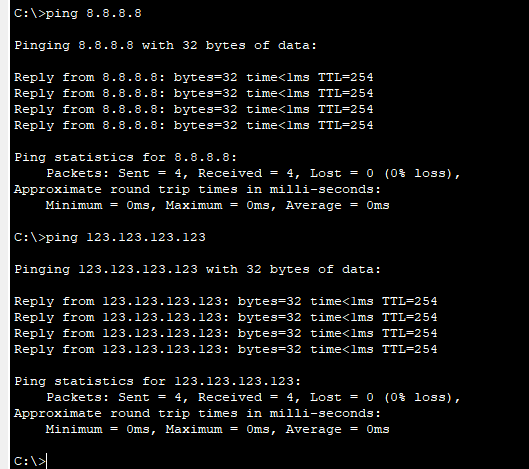 C:\>ping 8.8.8.8
Pinging 8.8.8.8 with 32 bytes of data:
Reply from 8.8.8.8: bytes=32 time<1ms TTL=254
Reply from 8.8.8.8: bytes=32 time<1ms TTL=254
Reply from 8.8.8.8: bytes=32 time<1ms TTL=254
Reply from 8.8.8.8: bytes=32 time<1ms TTL=254
Ping statistics for 8.8.8.8:
    Packets: Sent = 4, Received = 4, Lost = 0 (0% loss),
Approximate round trip times in milli-seconds:
    Minimum = 0ms, Maximum = 0ms, Average = 0ms
C:\>ping 123.123.123.123
Pinging 123.123.123.123 with 32 bytes of data:
Reply from 123.123.123.123: bytes=32 time<1ms TTL=254
Reply from 123.123.123.123: bytes=32 time<1ms TTL=254
Reply from 123.123.123.123: bytes=32 time<1ms TTL=254
Reply from 123.123.123.123: bytes=32 time<1ms TTL=254
Ping statistics for 123.123.123.123:
    Packets: Sent = 4, Received = 4, Lost = 0 (0% loss),
Approximate round trip times in milli-seconds:
    Minimum = 0ms, Maximum = 0ms, Average = 0ms
C:\>